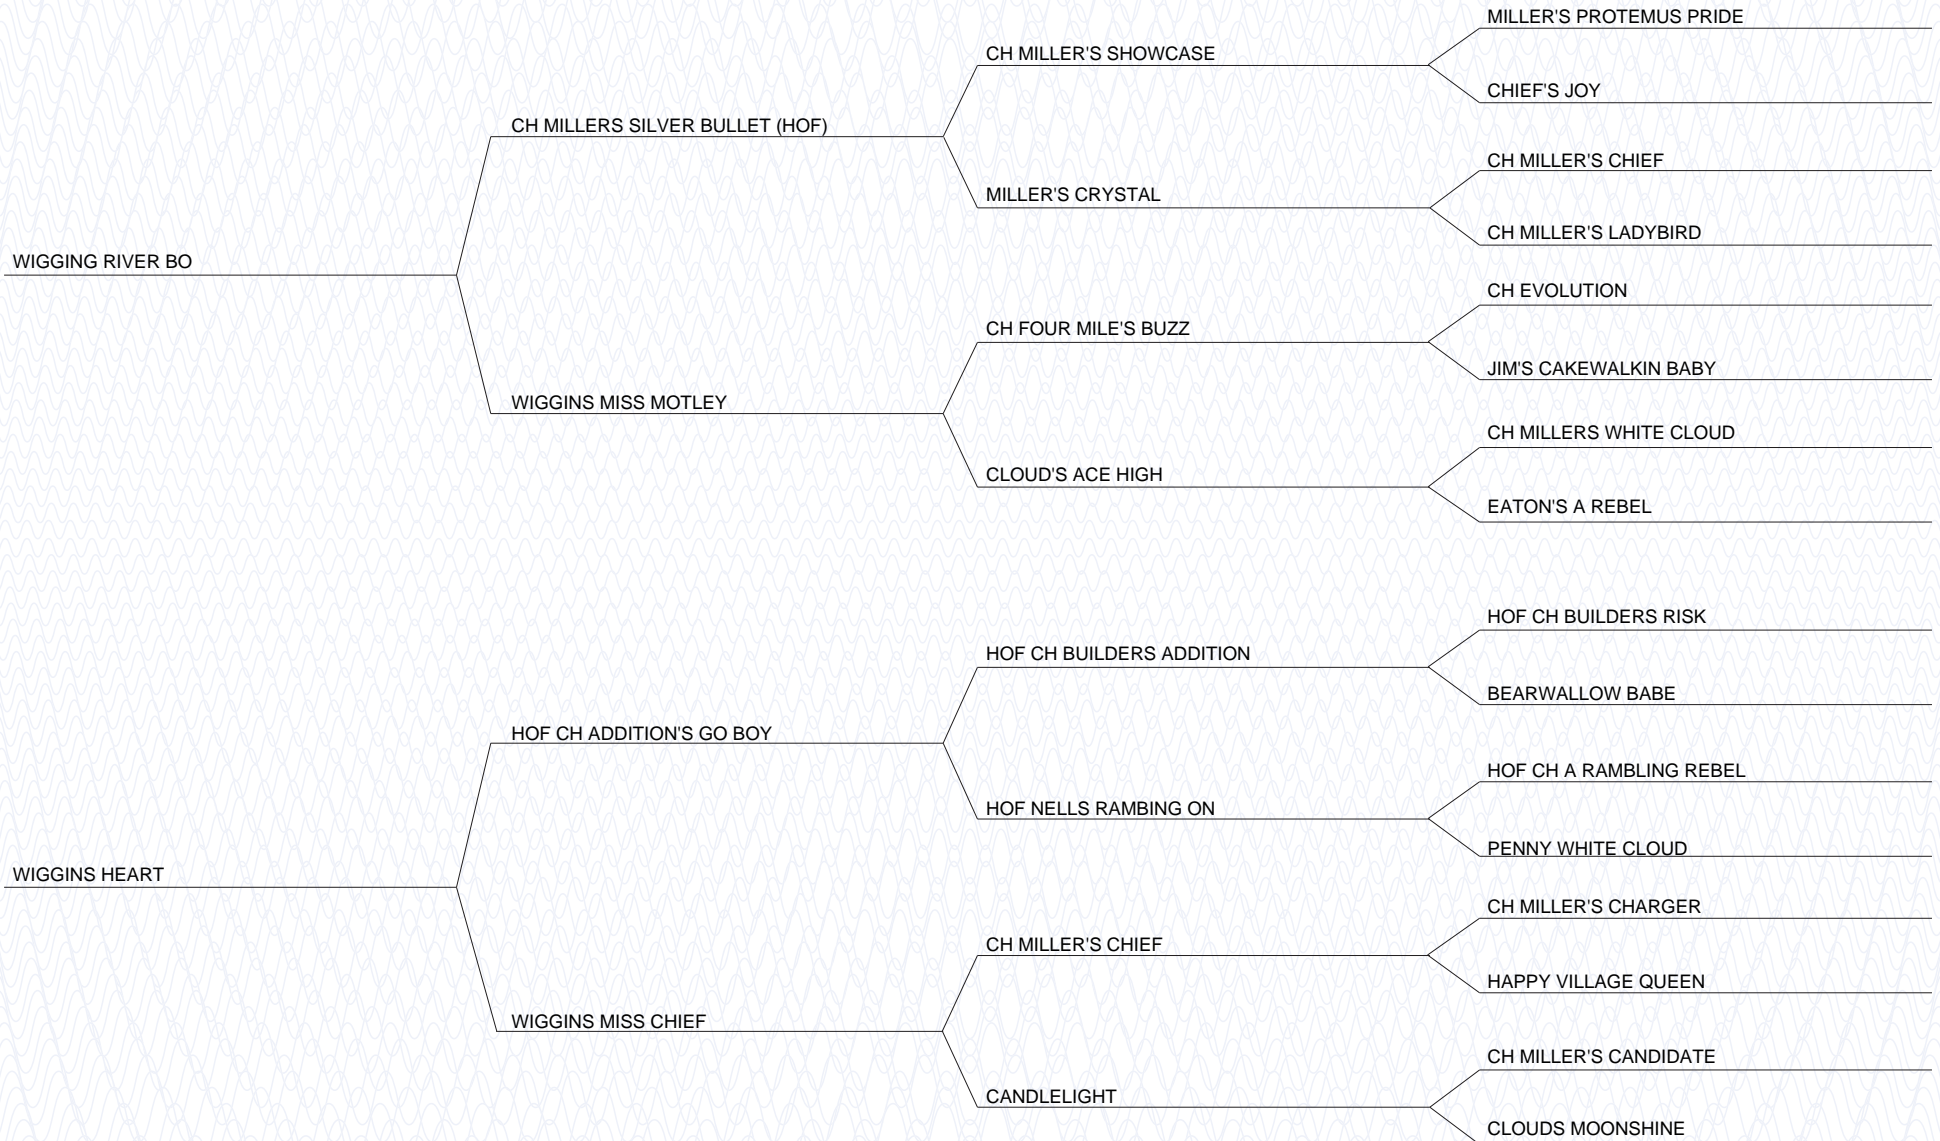 MILLER'S PROTEMUS PRIDE
CH MILLER'S SHOWCASE
CHIEF'S JOY
CH MILLERS SILVER BULLET (HOF)
CH MILLER'S CHIEF
MILLER'S CRYSTAL
CH MILLER'S LADYBIRD
WIGGING RIVER BO
CH EVOLUTION
CH FOUR MILE'S BUZZ
JIM'S CAKEWALKIN BABY
WIGGINS MISS MOTLEY
CH MILLERS WHITE CLOUD
CLOUD'S ACE HIGH
EATON'S A REBEL
HOF CH BUILDERS RISK
HOF CH BUILDERS ADDITION
BEARWALLOW BABE
HOF CH ADDITION'S GO BOY
HOF CH A RAMBLING REBEL
HOF NELLS RAMBING ON
PENNY WHITE CLOUD
WIGGINS HEART
CH MILLER'S CHARGER
CH MILLER'S CHIEF
HAPPY VILLAGE QUEEN
WIGGINS MISS CHIEF
CH MILLER'S CANDIDATE
CANDLELIGHT
CLOUDS MOONSHINE